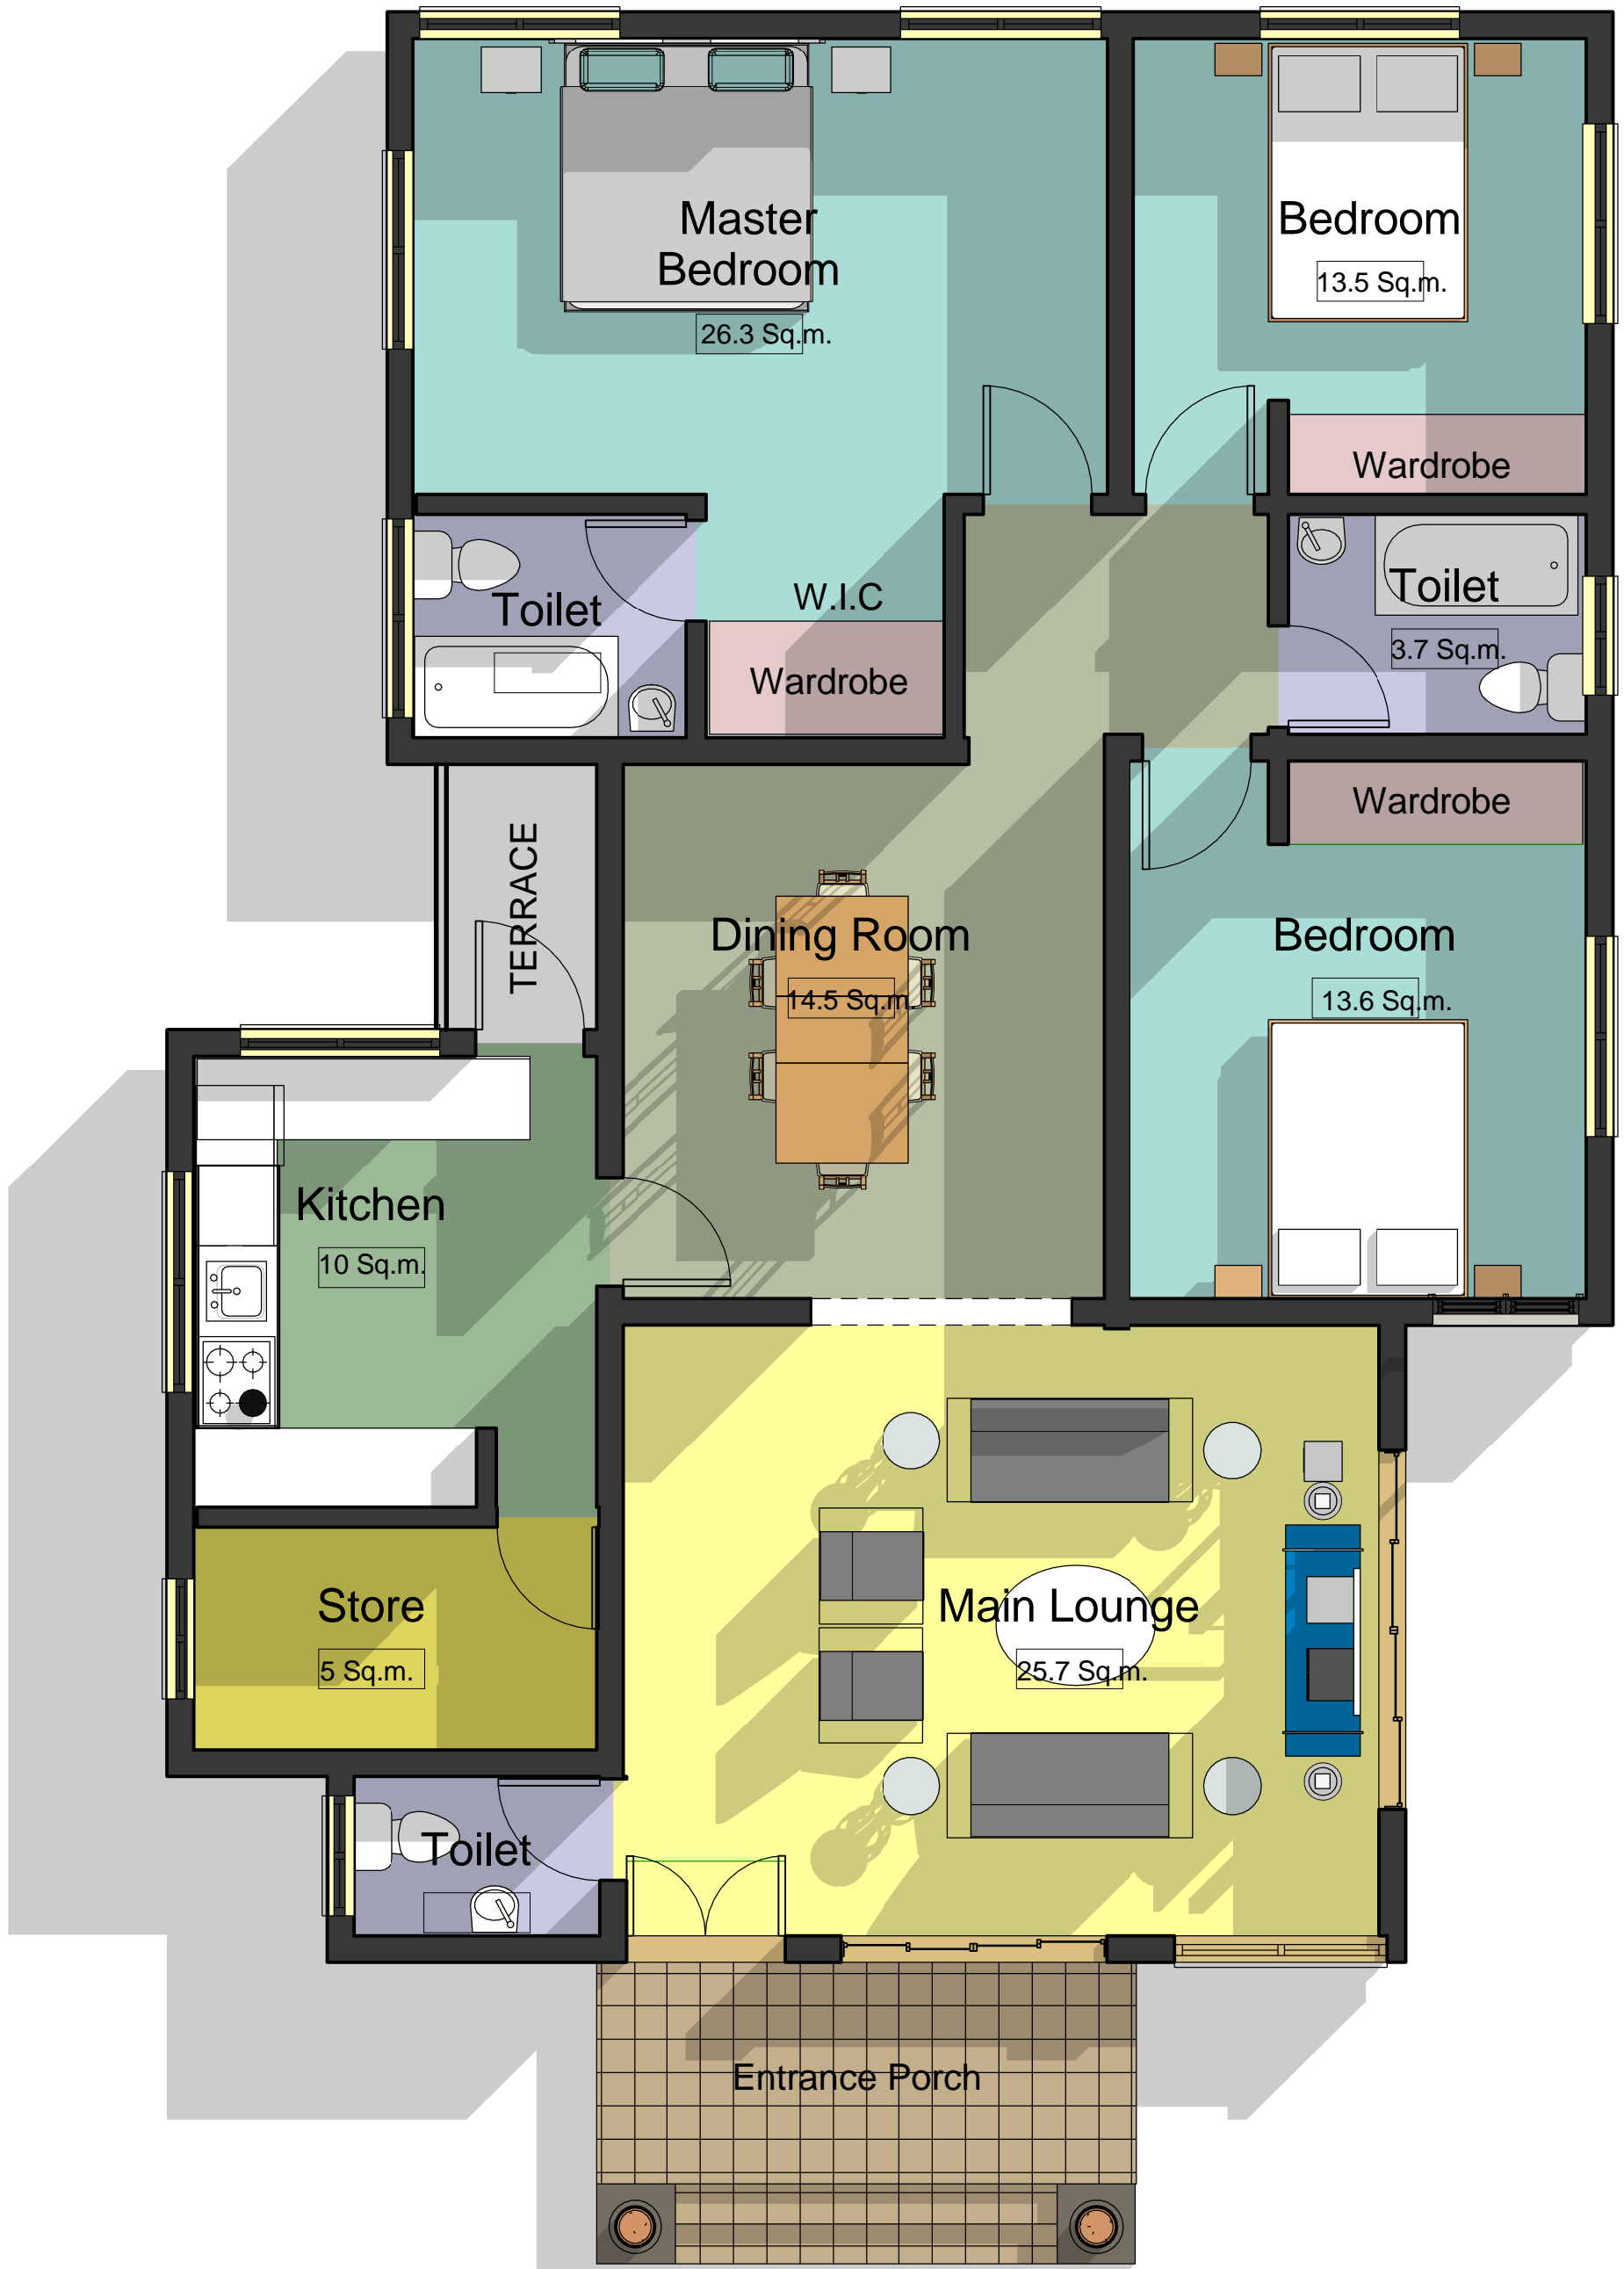 Master
Bedroom
26.3 Sq.m.
Bedroom
13.5 Sq.m.
Wardrobe
Toilet
W.I.C
Wardrobe
Toilet
3.7 Sq.m.
TERRACE
Wardrobe
Dining Room
14.5 Sq.m.
Bedroom
13.6 Sq.m.
Kitchen
10 Sq.m.
Store
5 Sq.m.
Main Lounge
25.7 Sq.m.
Toilet
Entrance Porch